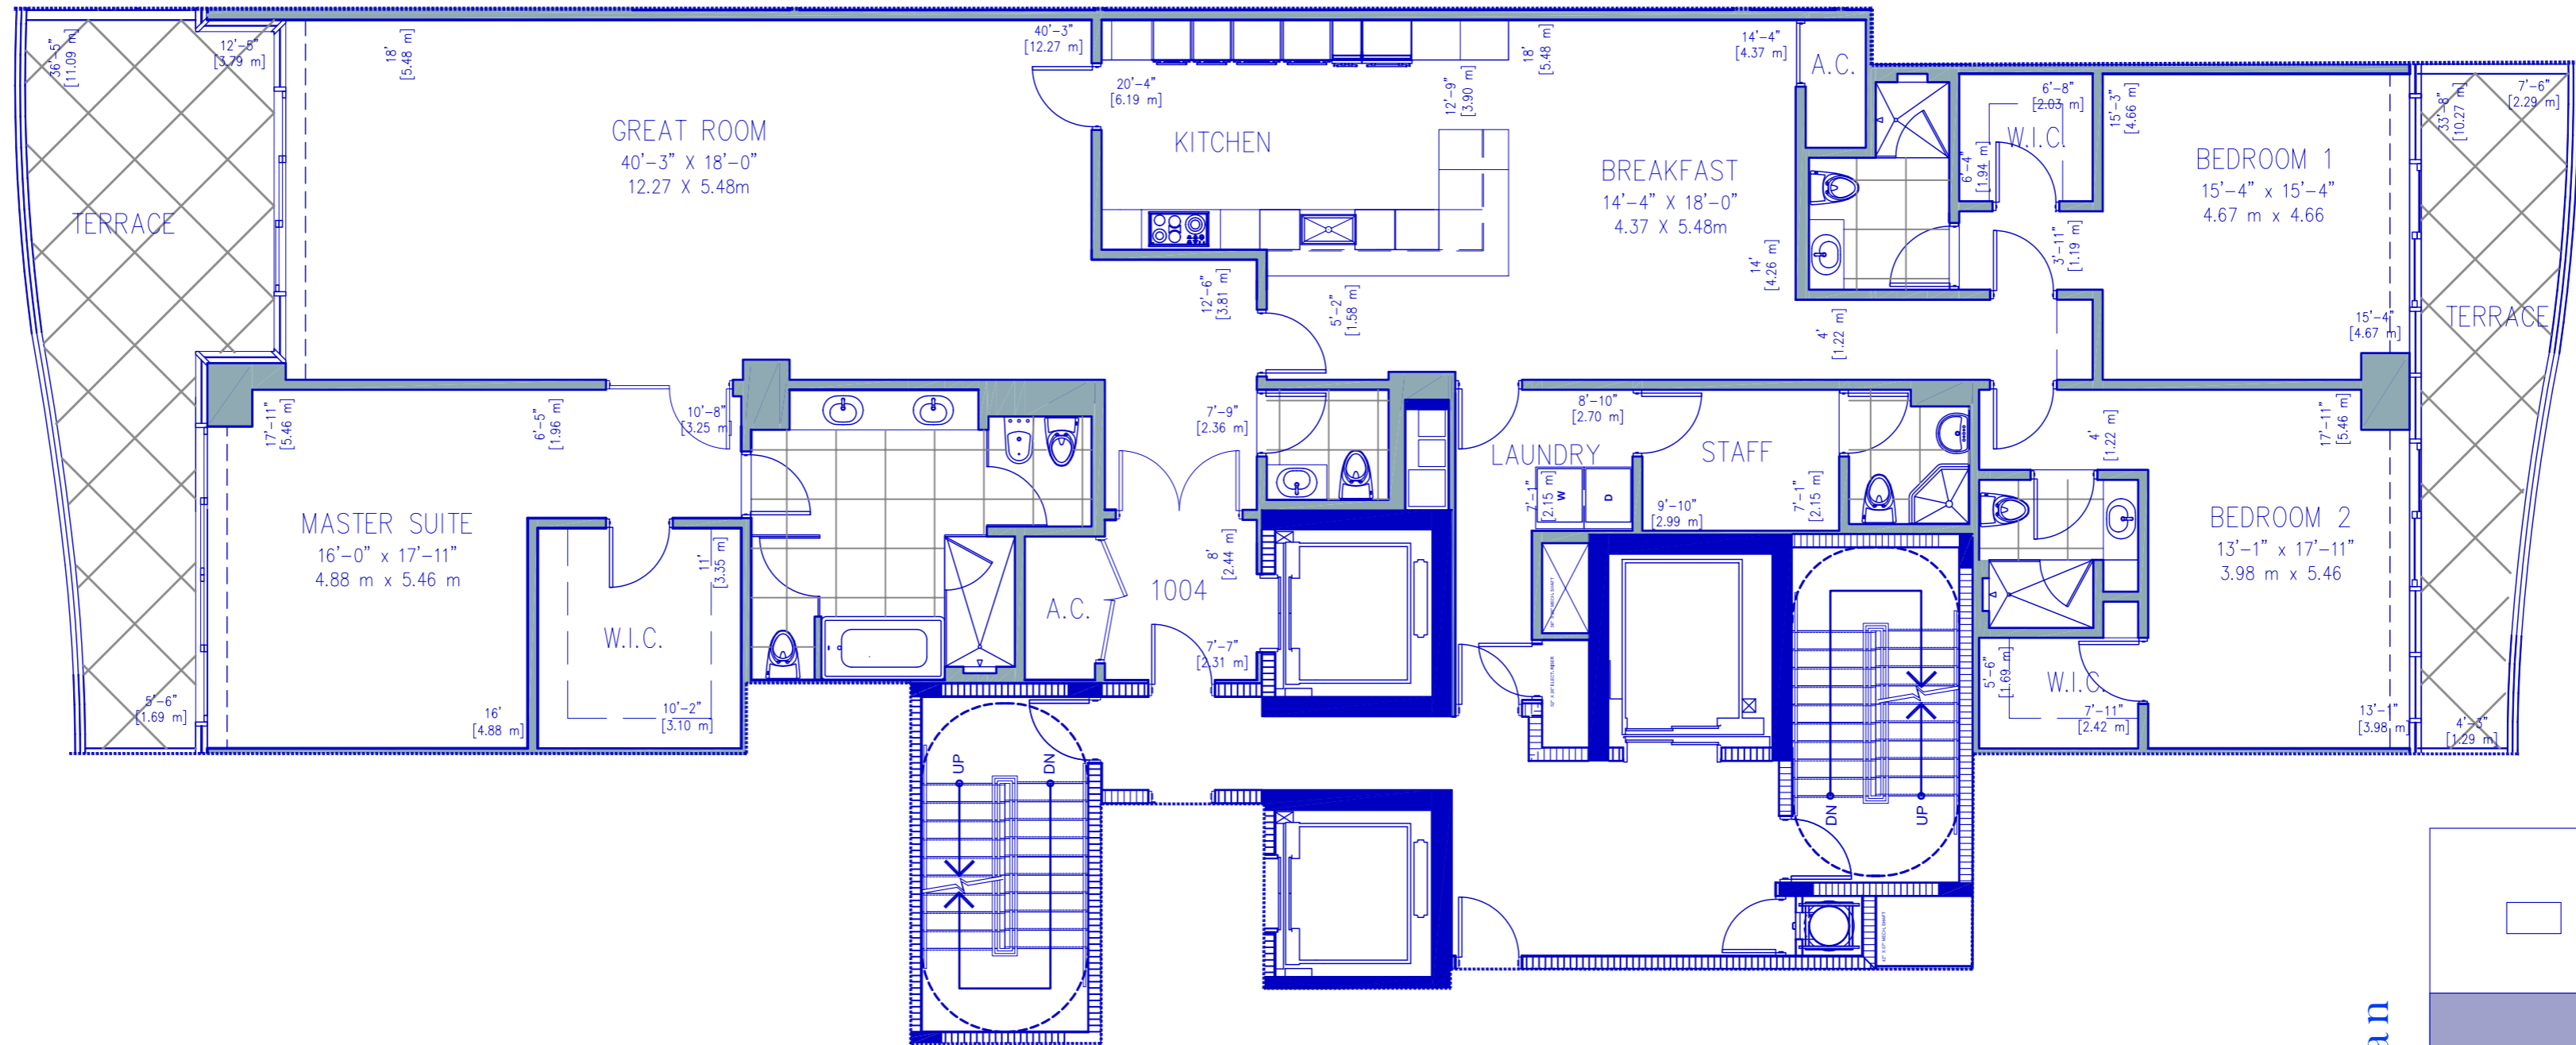 36'-5"
[11.09 m]
12'-5"
[3.79 m]
18'
[5.48 m]
40'-3"
[12.27 m]
20'-4"
[6.19 m]
12'-9"
[3.90 m]
18'
[5.48 m]
14'-4"
[4.37 m]
A.C.
6'-8"
[2.03 m]
15'-3"
[4.66 m]
33'-8"
[10.27 m]
7'-6"
[2.29 m]
GREAT ROOM
40'-3" X 18'-0"
12.27 X 5.48m
KITCHEN
BREAKFAST
14'-4" X 18'-0"
4.37 X 5.48m
W.I.C.
6'-4"
[1.94 m]
BEDROOM 1
15'-4" x 15'-4"
4.67 m x 4.66
TERRACE
14'
[4.26 m]
3'-11"
[1.19 m]
12'-6"
[3.81 m]
5'-2"
[1.58 m]
4'
[1.22 m]
15'-4"
[4.67 m]
TERRACE
17'-11"
[5.46 m]
6'-5"
[1.96 m]
10'-8"
[3.25 m]
7'-9"
[2.36 m]
8'-10"
[2.70 m]
LAUNDRY
STAFF
4'
[1.22 m]
17'-11"
[5.46 m]
7'-1"
[2.15 m]
W
D
9'-10"
[2.99 m]
7'-1"
[2.15 m]
MASTER SUITE
16'-0" x 17'-11"
4.88 m x 5.46 m
BEDROOM 2
13'-1" x 17'-11"
3.98 m x 5.46
11'
[3.35 m]
8'
[2.44 m]
1004
A.C.
W.I.C.
7'-7"
[2.31 m]
5'-6"
[1.69 m]
16'
[4.88 m]
10'-2"
[3.10 m]
5'-6"
[1.69 m]
W.I.C.
7'-11"
[2.42 m]
13'-1"
[3.98 m]
4'-3"
[1.29 m]
UP
DN
DN
UP
an